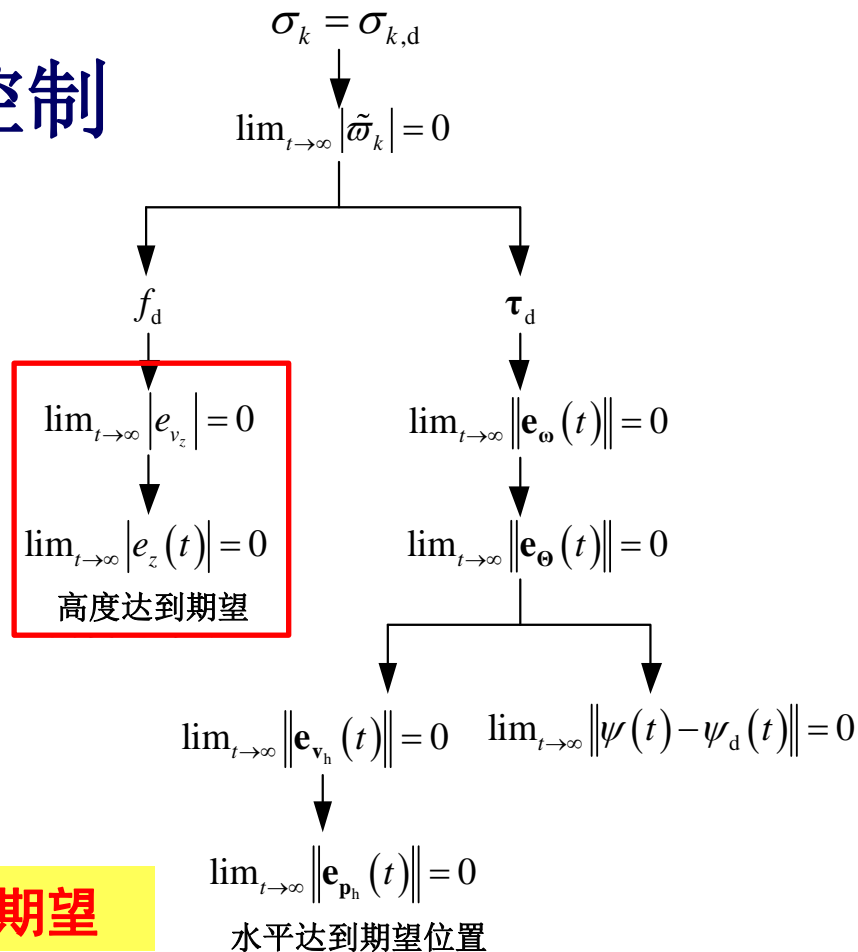 σ_k = σ_{k,d}
控制
lim_{t→∞} |ϖ̃_k| = 0
f_d
τ_d
lim_{t→∞} |e_{v_z}| = 0
lim_{t→∞} ‖e_ω(t)‖ = 0
lim_{t→∞} |e_z(t)| = 0
lim_{t→∞} ‖e_Θ(t)‖ = 0
高度达到期望
lim_{t→∞} ‖e_{v_h}(t)‖ = 0
lim_{t→∞} ‖ψ(t) − ψ_d(t)‖ = 0
lim_{t→∞} ‖e_{p_h}(t)‖ = 0
期望
水平达到期望位置